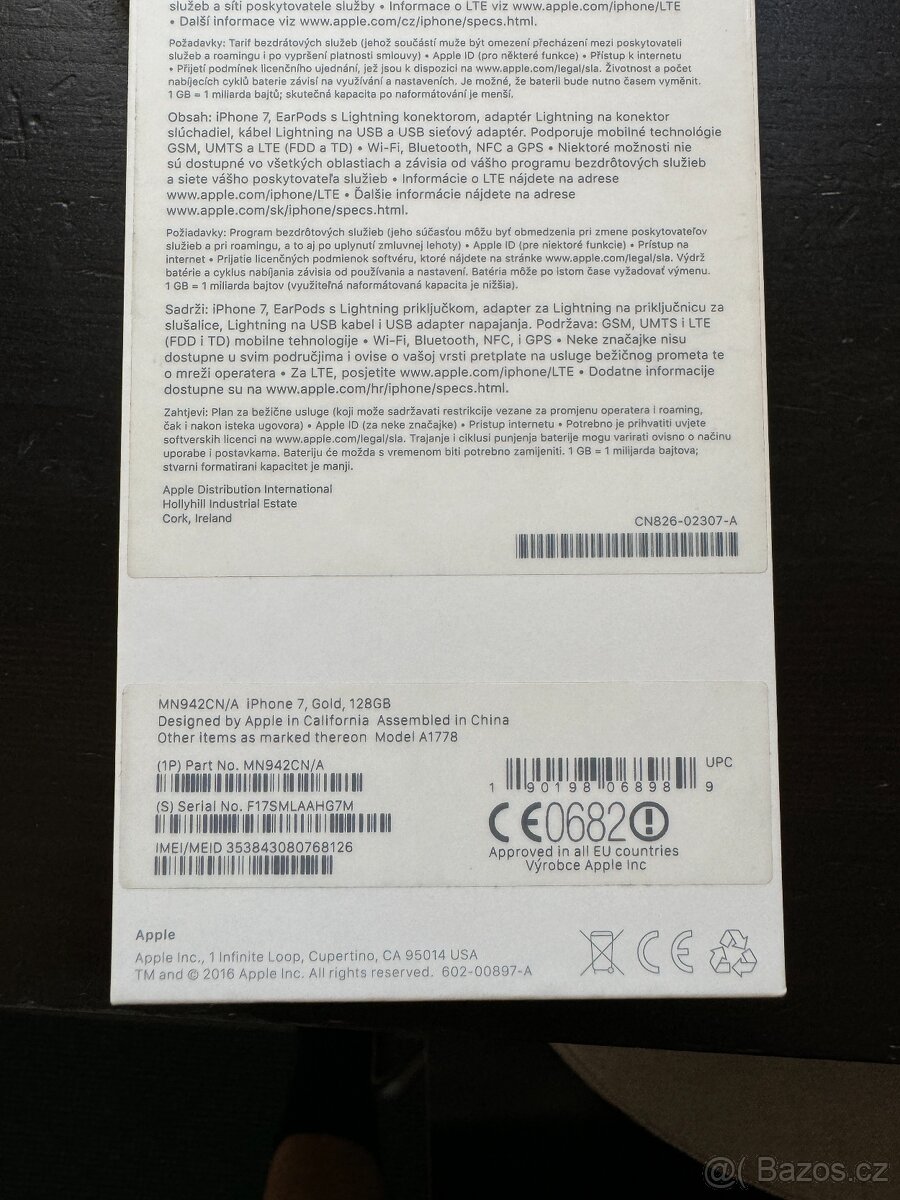 služeb a síti poskytovatele služby • Informace o LTE viz www.apple.com/iphone/LTE
• Další informace viz www.apple.com/cz/iphone/specs.html.
Požadavky: Tarif bezdrátových služeb (jehož součástí muže být omezení přecházení mezi poskytovateli
služeb a roamingu i po vypršení platnosti smlouvy) • Apple ID (pro některé funkce) • Přístup k internetu
• Přijetí podmínek licenčního ujednání, jež jsou k dispozici na www.apple.com/legal/sla. Životnost a počet
nabíjecích cyklů baterie závisí na využívání a nastaveních. Je možné, že baterii bude nutno časem vyměnit.
1 GB = 1 miliarda bajtů; skutečná kapacita po naformátování je menší.
Obsah: iPhone 7, EarPods s Lightning konektorom, adaptér Lightning na konektor
slúchadiel, kábel Lightning na USB a USB sieťový adaptér. Podporuje mobilné technológie
GSM, UMTS a LTE (FDD a TD) • Wi-Fi, Bluetooth, NFC a GPS • Niektoré možnosti nie
sú dostupné vo všetkých oblastiach a závisia od vášho programu bezdrôtových služieb
a siete vášho poskytovateľa služieb • Informácie o LTE nájdete na adrese
www.apple.com/iphone/LTE • Ďalšie informácie nájdete na adrese
www.apple.com/sk/iphone/specs.html.
Požiadavky: Program bezdrôtových služieb (jeho súčasťou môžu byť obmedzenia pri zmene poskytovateľov
služieb a pri roamingu, a to aj po uplynutí zmluvnej lehoty) • Apple ID (pre niektoré funkcie) • Prístup na
internet • Prijatie licenčných podmienok softvéru, ktoré nájdete na stránke www.apple.com/legal/sla. Výdrž
batérie a cyklus nabíjania závisia od používania a nastavení. Batéria môže po istom čase vyžadovať výmenu.
1 GB = 1 miliarda bajtov (využiteľná naformátovaná kapacita je nižšia).
Sadrži: iPhone 7, EarPods s Lightning priključkom, adapter za Lightning na priključnicu za
slušalice, Lightning na USB kabel i USB adapter napajanja. Podržava: GSM, UMTS i LTE
(FDD i TD) mobilne tehnologije • Wi-Fi, Bluetooth, NFC, i GPS • Neke značajke nisu
dostupne u svim područjima i ovise o vašoj vrsti pretplate na usluge bežičnog prometa te
o mreži operatera • Za LTE, posjetite www.apple.com/iphone/LTE • Dodatne informacije
dostupne su na www.apple.com/hr/iphone/specs.html.
Zahtjevi: Plan za bežične usluge (koji može sadržavati restrikcije vezane za promjenu operatera i roaming,
čak i nakon isteka ugovora) • Apple ID (za neke značajke) • Pristup internetu • Potrebno je prihvatiti uvjete
softverskih licenci na www.apple.com/legal/sla. Trajanje i ciklusi punjenja baterije mogu varirati ovisno o načinu
uporabe i postavkama. Bateriju će možda s vremenom biti potrebno zamijeniti. 1 GB = 1 milijarda bajtova;
stvarni formatirani kapacitet je manji.
Apple Distribution International
Hollyhill Industrial Estate
Cork, Ireland
CN826-02307-A
MN942CN/A iPhone 7, Gold, 128GB
Designed by Apple in California Assembled in China
Other items as marked thereon Model A1778
(1P) Part No. MN942CN/A
UPC
1 90198 06898 9
(S) Serial No. F17SMLAAHG7M
CE0682
IMEI/MEID 353843080768126
Approved in all EU countries
Výrobce Apple Inc
Apple
Apple Inc., 1 Infinite Loop, Cupertino, CA 95014 USA
TM and © 2016 Apple Inc. All rights reserved. 602-00897-A
CE
@( Bazos.cz